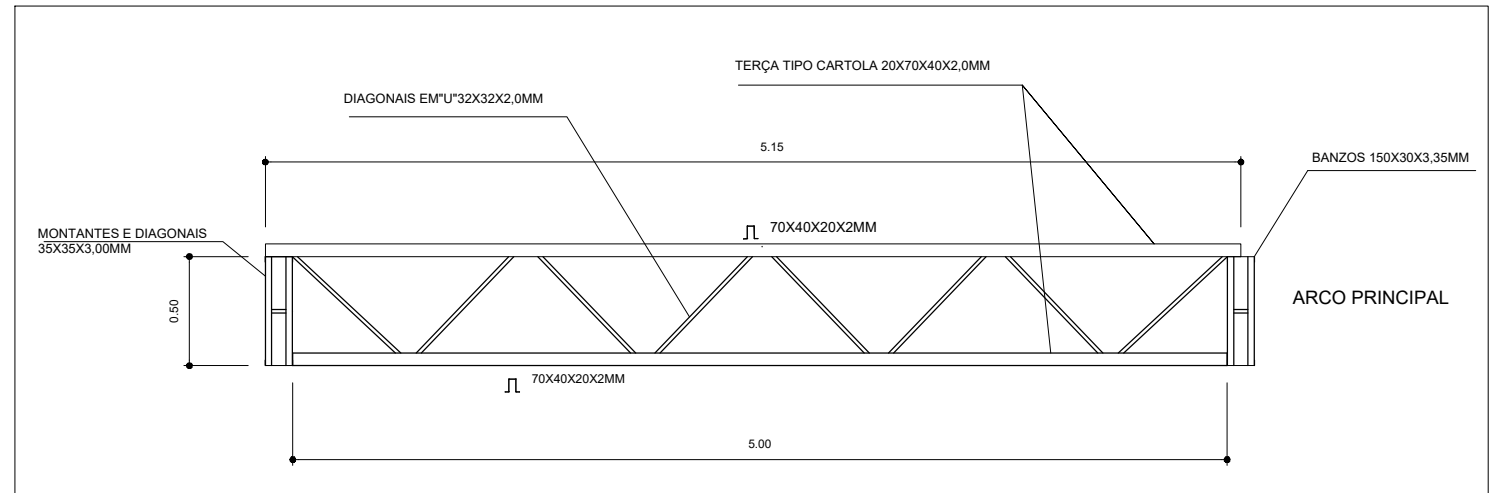 TERÇA TIPO CARTOLA 20X70X40X2,0MM
DIAGONAIS EM"U"32X32X2,0MM
5.15
BANZOS 150X30X3,35MM
MONTANTES E DIAGONAIS
35X35X3,00MM
70X40X20X2MM
0.50
ARCO PRINCIPAL
70X40X20X2MM
5.00